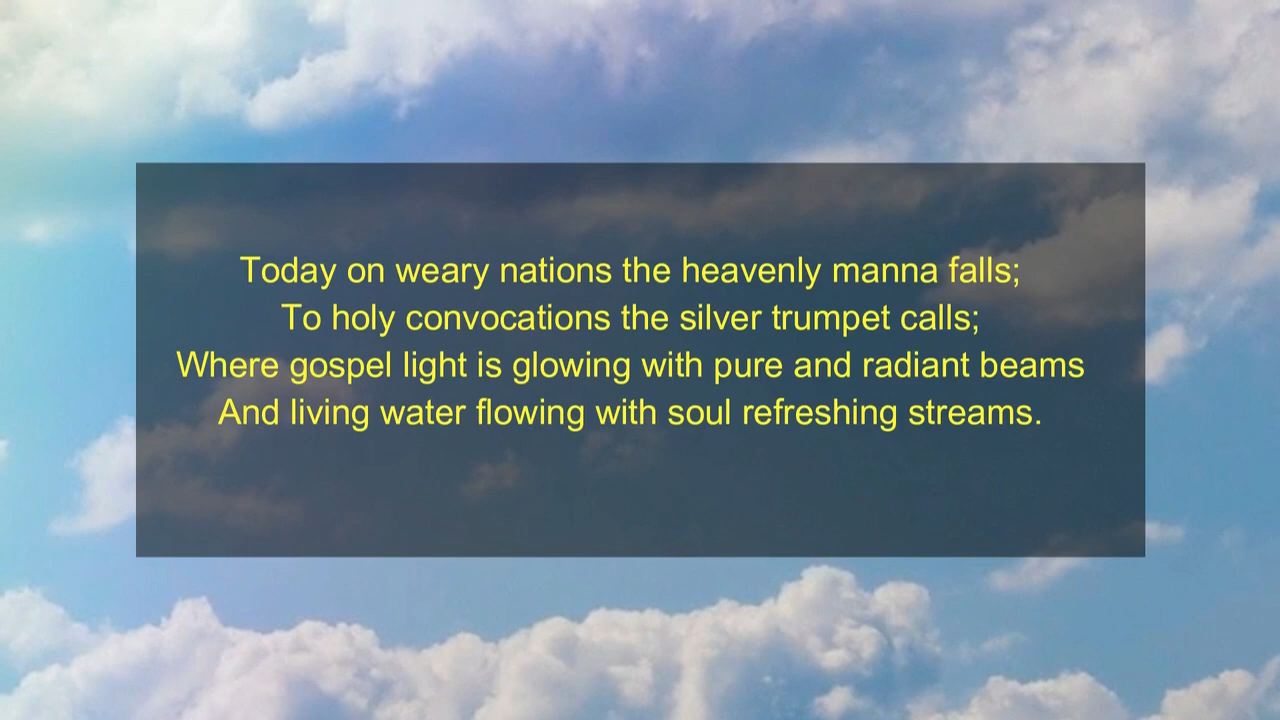 Today on weary nations the heavenly manna falls;
To holy convocations the silver trumpet calls;
Where gospel light is glowing with pure and radiant beams
And living water flowing with soul refreshing streams.